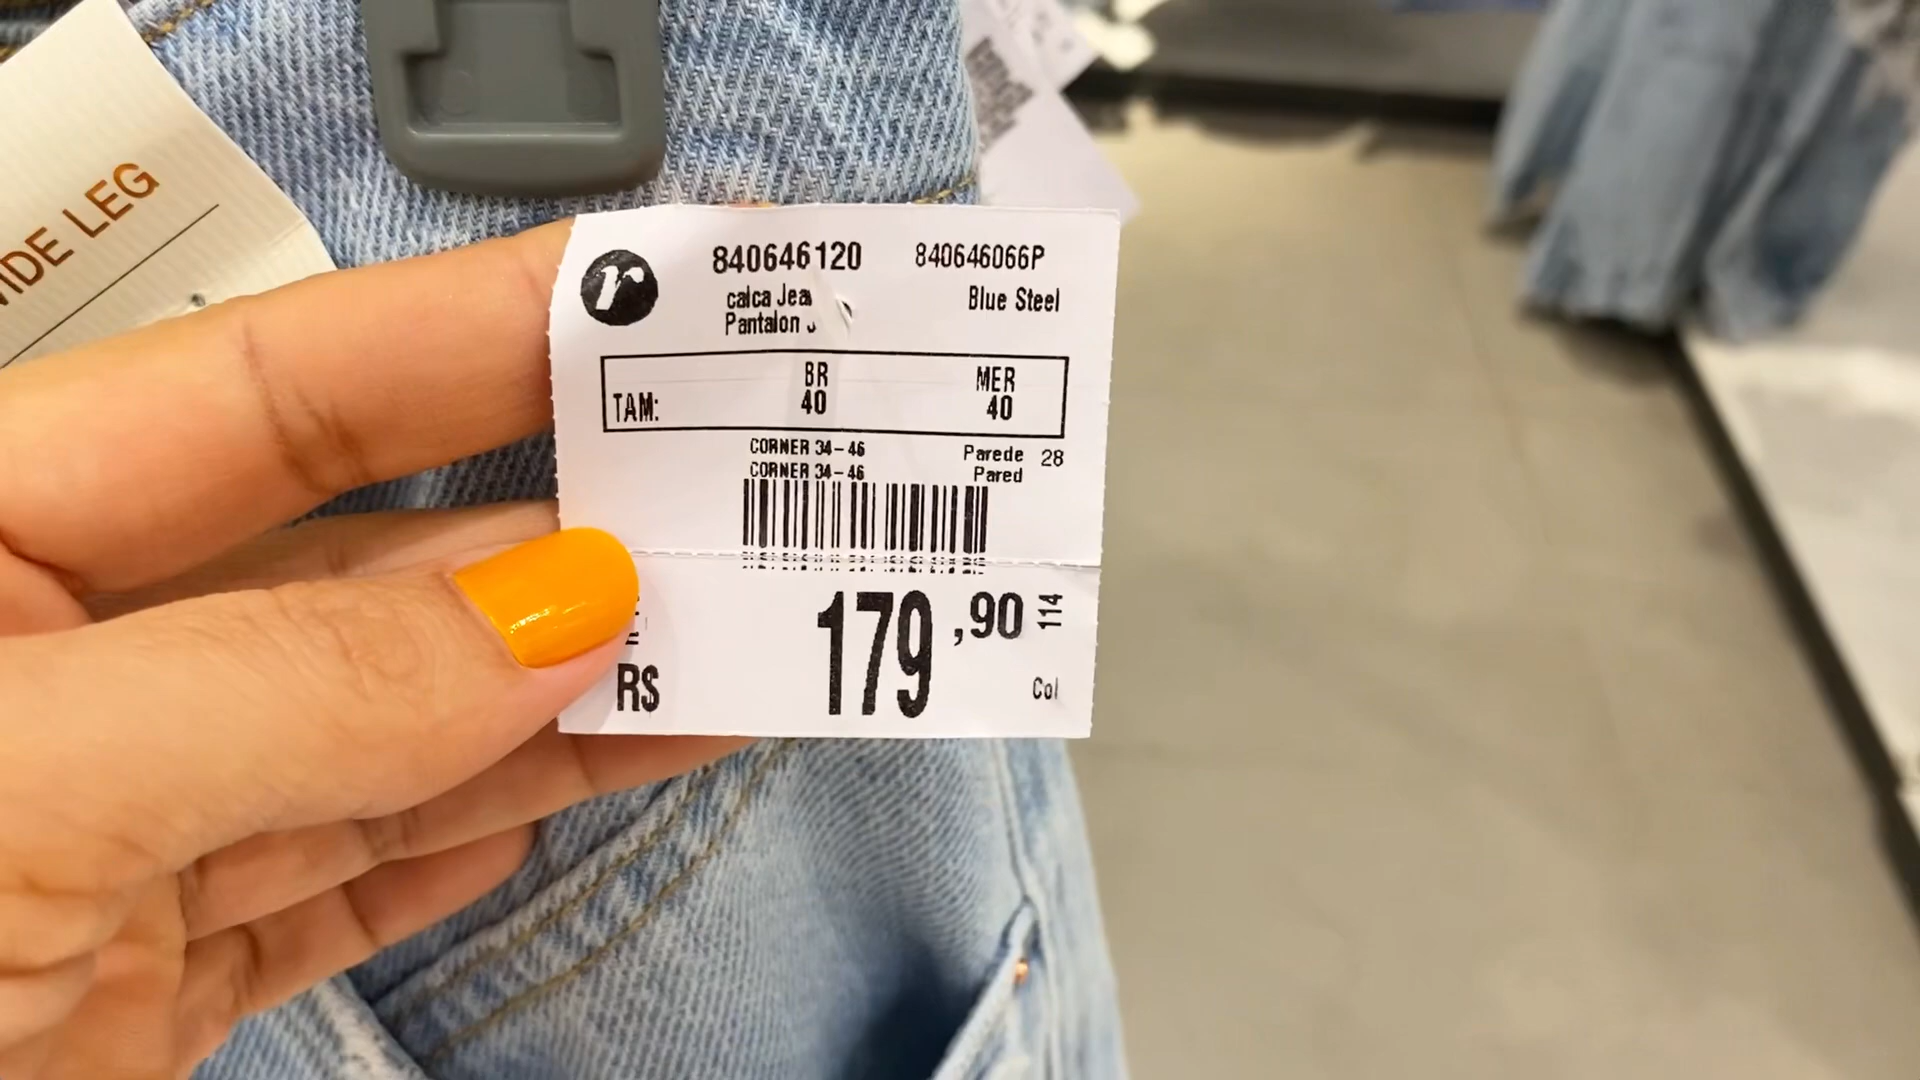 WIDE LEG
r
840646120 840646066P
calca Jea Blue Steel
Pantalon
BR MER
TAM: 40 40
CORNER 34-46 Parede 28
CORNER 34-46 Pared
R$ 179,90 114
Col